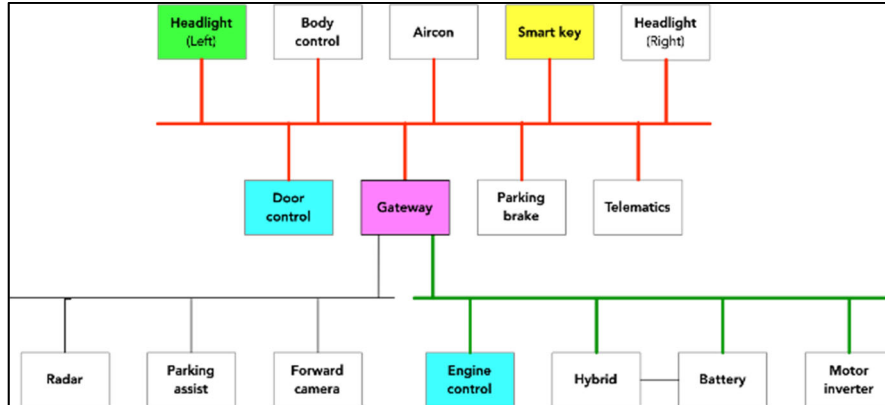 Headlight
(Left)
Body
control
Aircon
Smart key
Headlight
(Right)
Door
control
Gateway
Parking
brake
Telematics
Radar
Parking
assist
Forward
camera
Engine
control
Hybrid
Battery
Motor
inverter